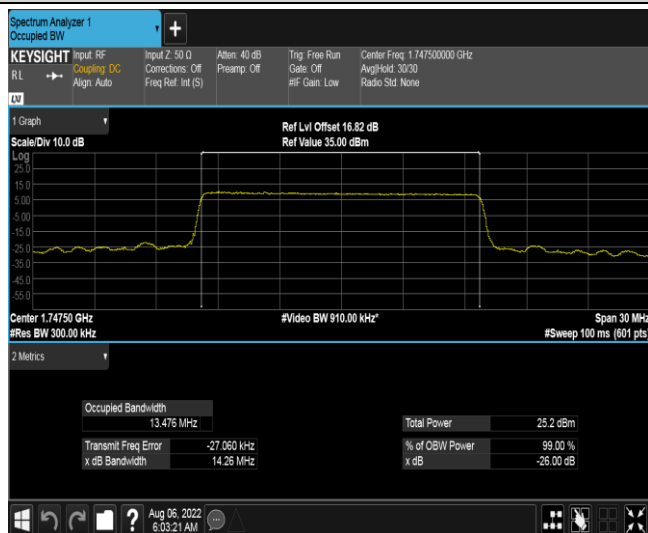 Spectrum Analyzer 1
Occupied BW
+
KEYSIGHT Input: RF Input Z: 50 Ω Atten: 40 dB Trig: Free Run Center Freq: 1.747500000 GHz
RL Coupling: DC Corrections: Off Preamp: Off Gate: Off Avg|Hold: 30/30
Align: Auto Freq Ref: Int (S) #IF Gain: Low Radio Std: None
LXI
1 Graph
Ref Lvl Offset 16.82 dB
Scale/Div 10.0 dB Ref Value 35.00 dBm
Log
25.0
15.0
5.00
-5.00
-15.0
-25.0
-35.0
-45.0
-55.0
Center 1.74750 GHz #Video BW 910.00 kHz* Span 30 MHz
#Res BW 300.00 kHz #Sweep 100 ms (601 pts)
2 Metrics
Occupied Bandwidth
13.476 MHz Total Power 25.2 dBm
Transmit Freq Error -27.060 kHz % of OBW Power 99.00 %
x dB Bandwidth 14.26 MHz x dB -26.00 dB
? Aug 06, 2022
6:03:21 AM